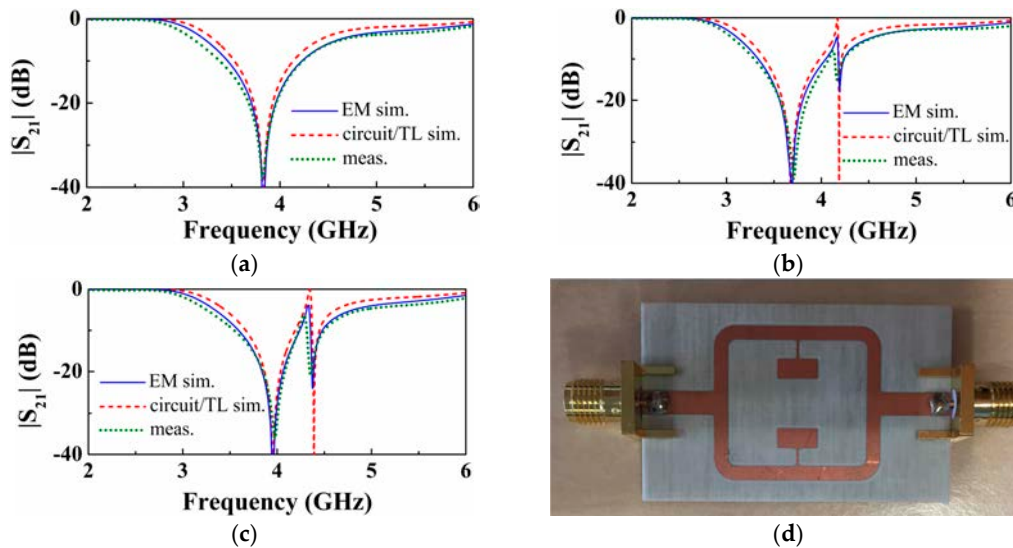 0
-20
-40
|S21| (dB)
EM sim.
circuit/TL sim.
meas.
2 3 4 5 6
Frequency (GHz)
(a)
0
-20
-40
|S21| (dB)
EM sim.
circuit/TL sim.
meas.
2 3 4 5 6
Frequency (GHz)
(b)
0
-20
-40
|S21| (dB)
EM sim.
circuit/TL sim.
meas.
2 3 4 5 6
Frequency (GHz)
(c)
(d)